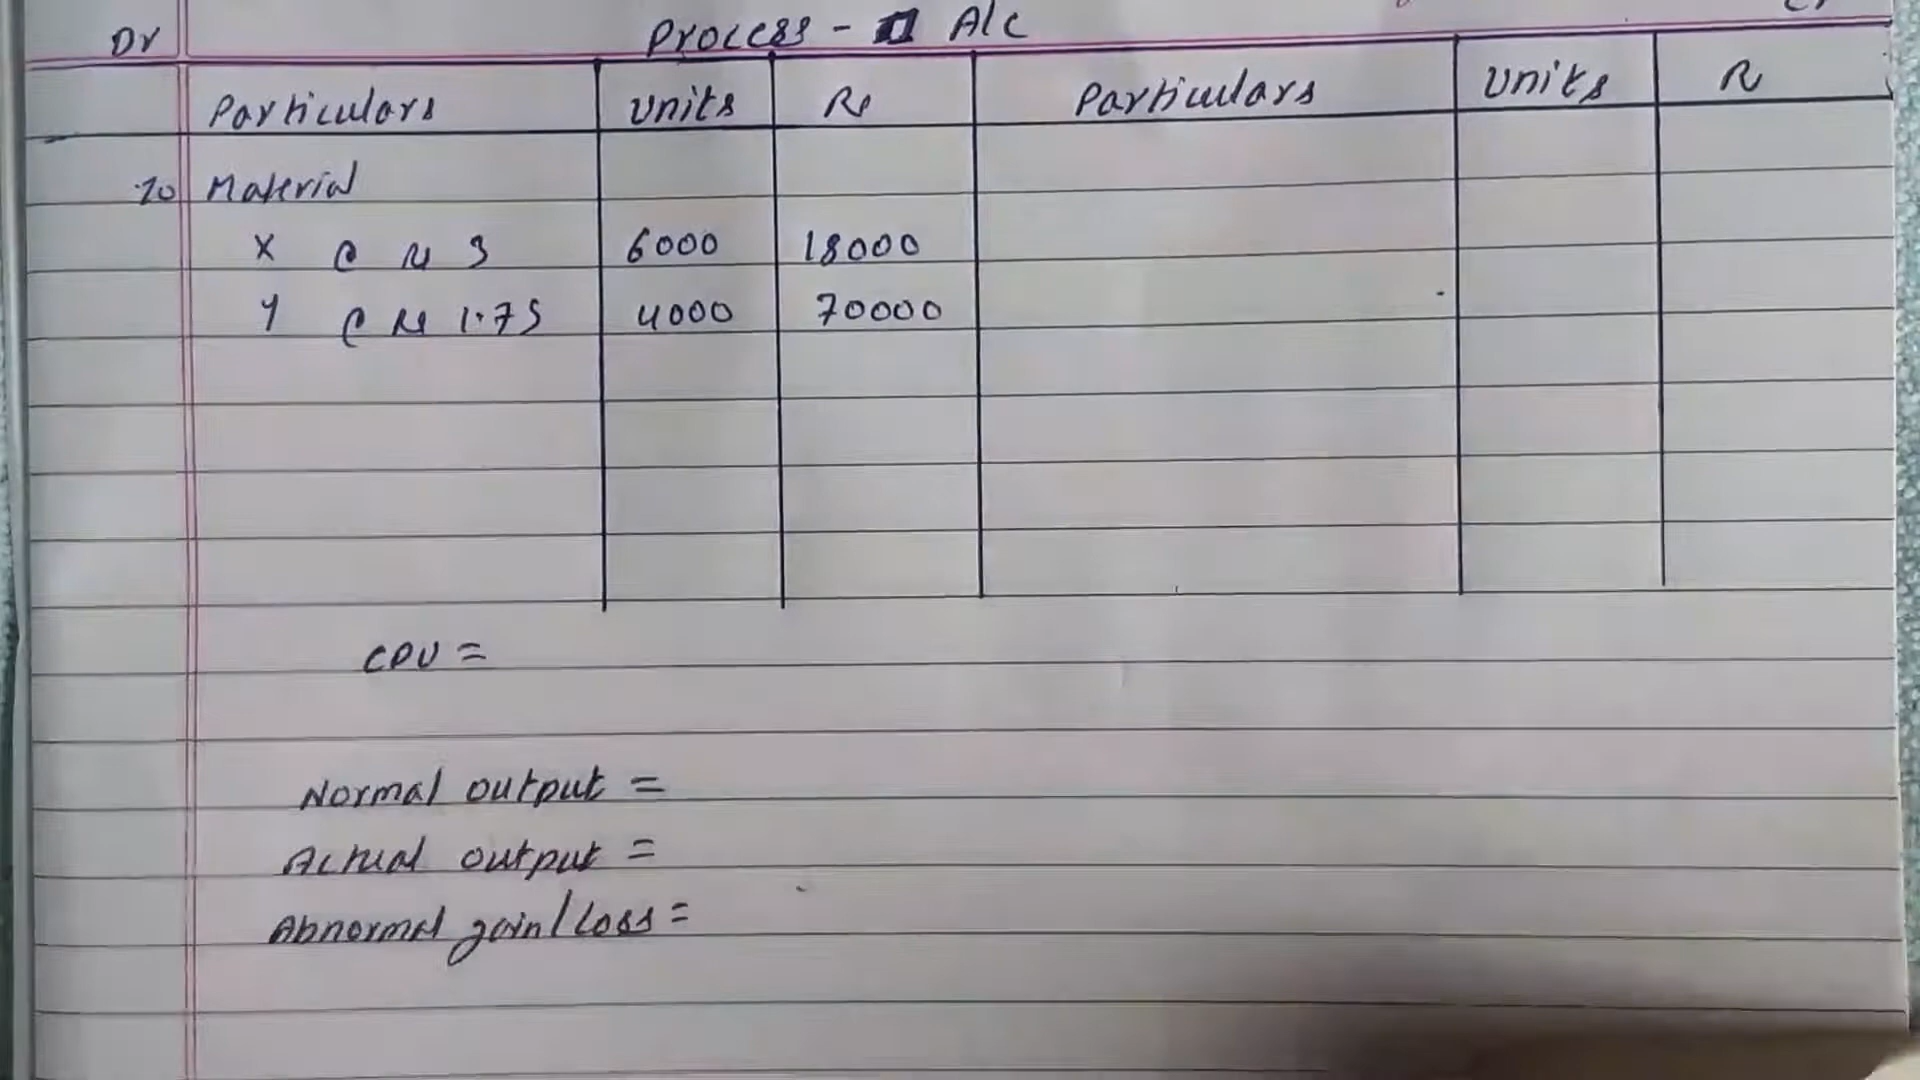 Dr Process - A/c Cr
Particulars Units Rs Particulars Units Rs
To Material
X @ Rs 3 6000 18000
Y @ Rs 1.75 4000 70000
CPU =
Normal output =
Actual output =
Abnormal gain/Loss =